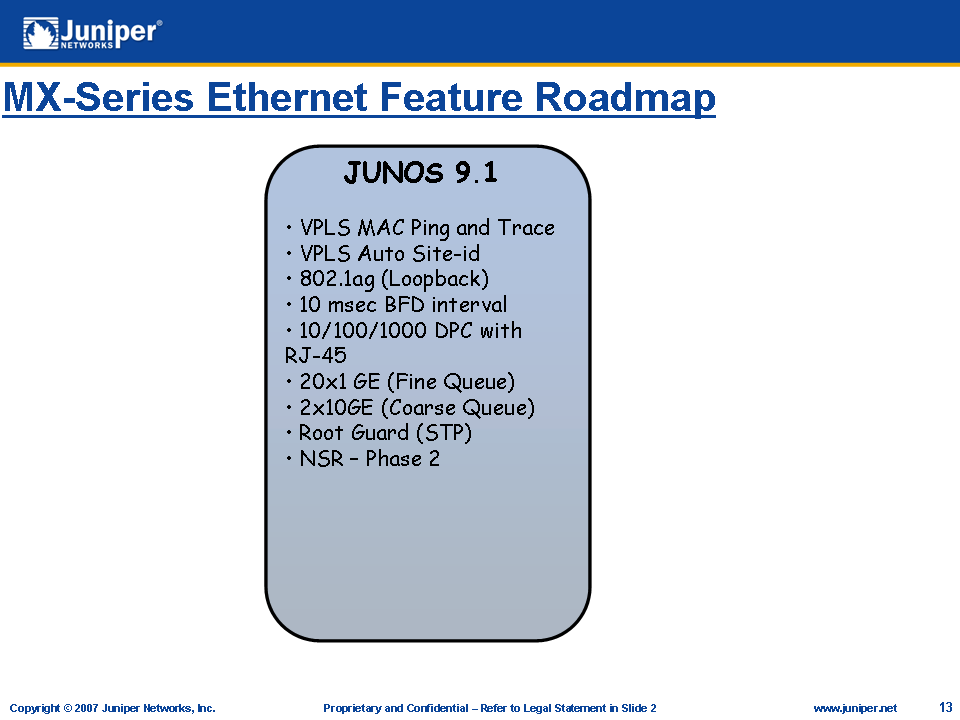 Juniper®
NETWORKS
MX-Series Ethernet Feature Roadmap
JUNOS 9.1
• VPLS MAC Ping and Trace
• VPLS Auto Site-id
• 802.1ag (Loopback)
• 10 msec BFD interval
• 10/100/1000 DPC with
RJ-45
• 20x1 GE (Fine Queue)
• 2x10GE (Coarse Queue)
• Root Guard (STP)
• NSR – Phase 2
Copyright © 2007 Juniper Networks, Inc. Proprietary and Confidential – Refer to Legal Statement in Slide 2 www.juniper.net 13